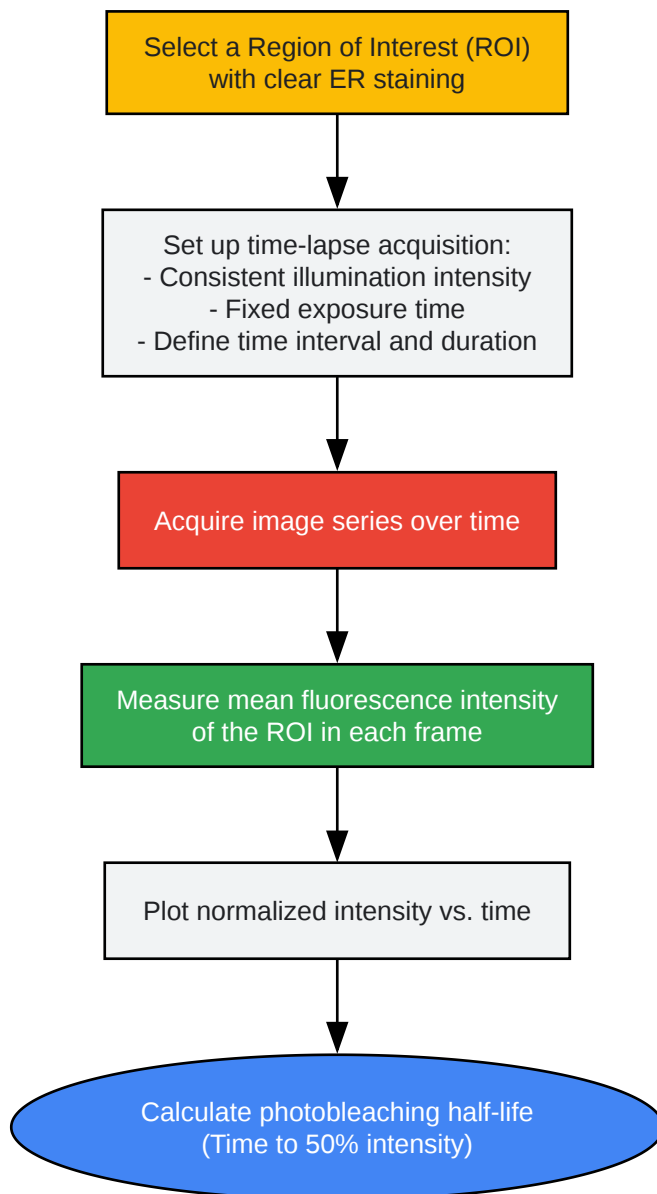 Select a Region of Interest (ROI)
with clear ER staining
Set up time-lapse acquisition:
- Consistent illumination intensity
- Fixed exposure time
- Define time interval and duration
Acquire image series over time
Measure mean fluorescence intensity
of the ROI in each frame
Plot normalized intensity vs. time
Calculate photobleaching half-life
(Time to 50% intensity)